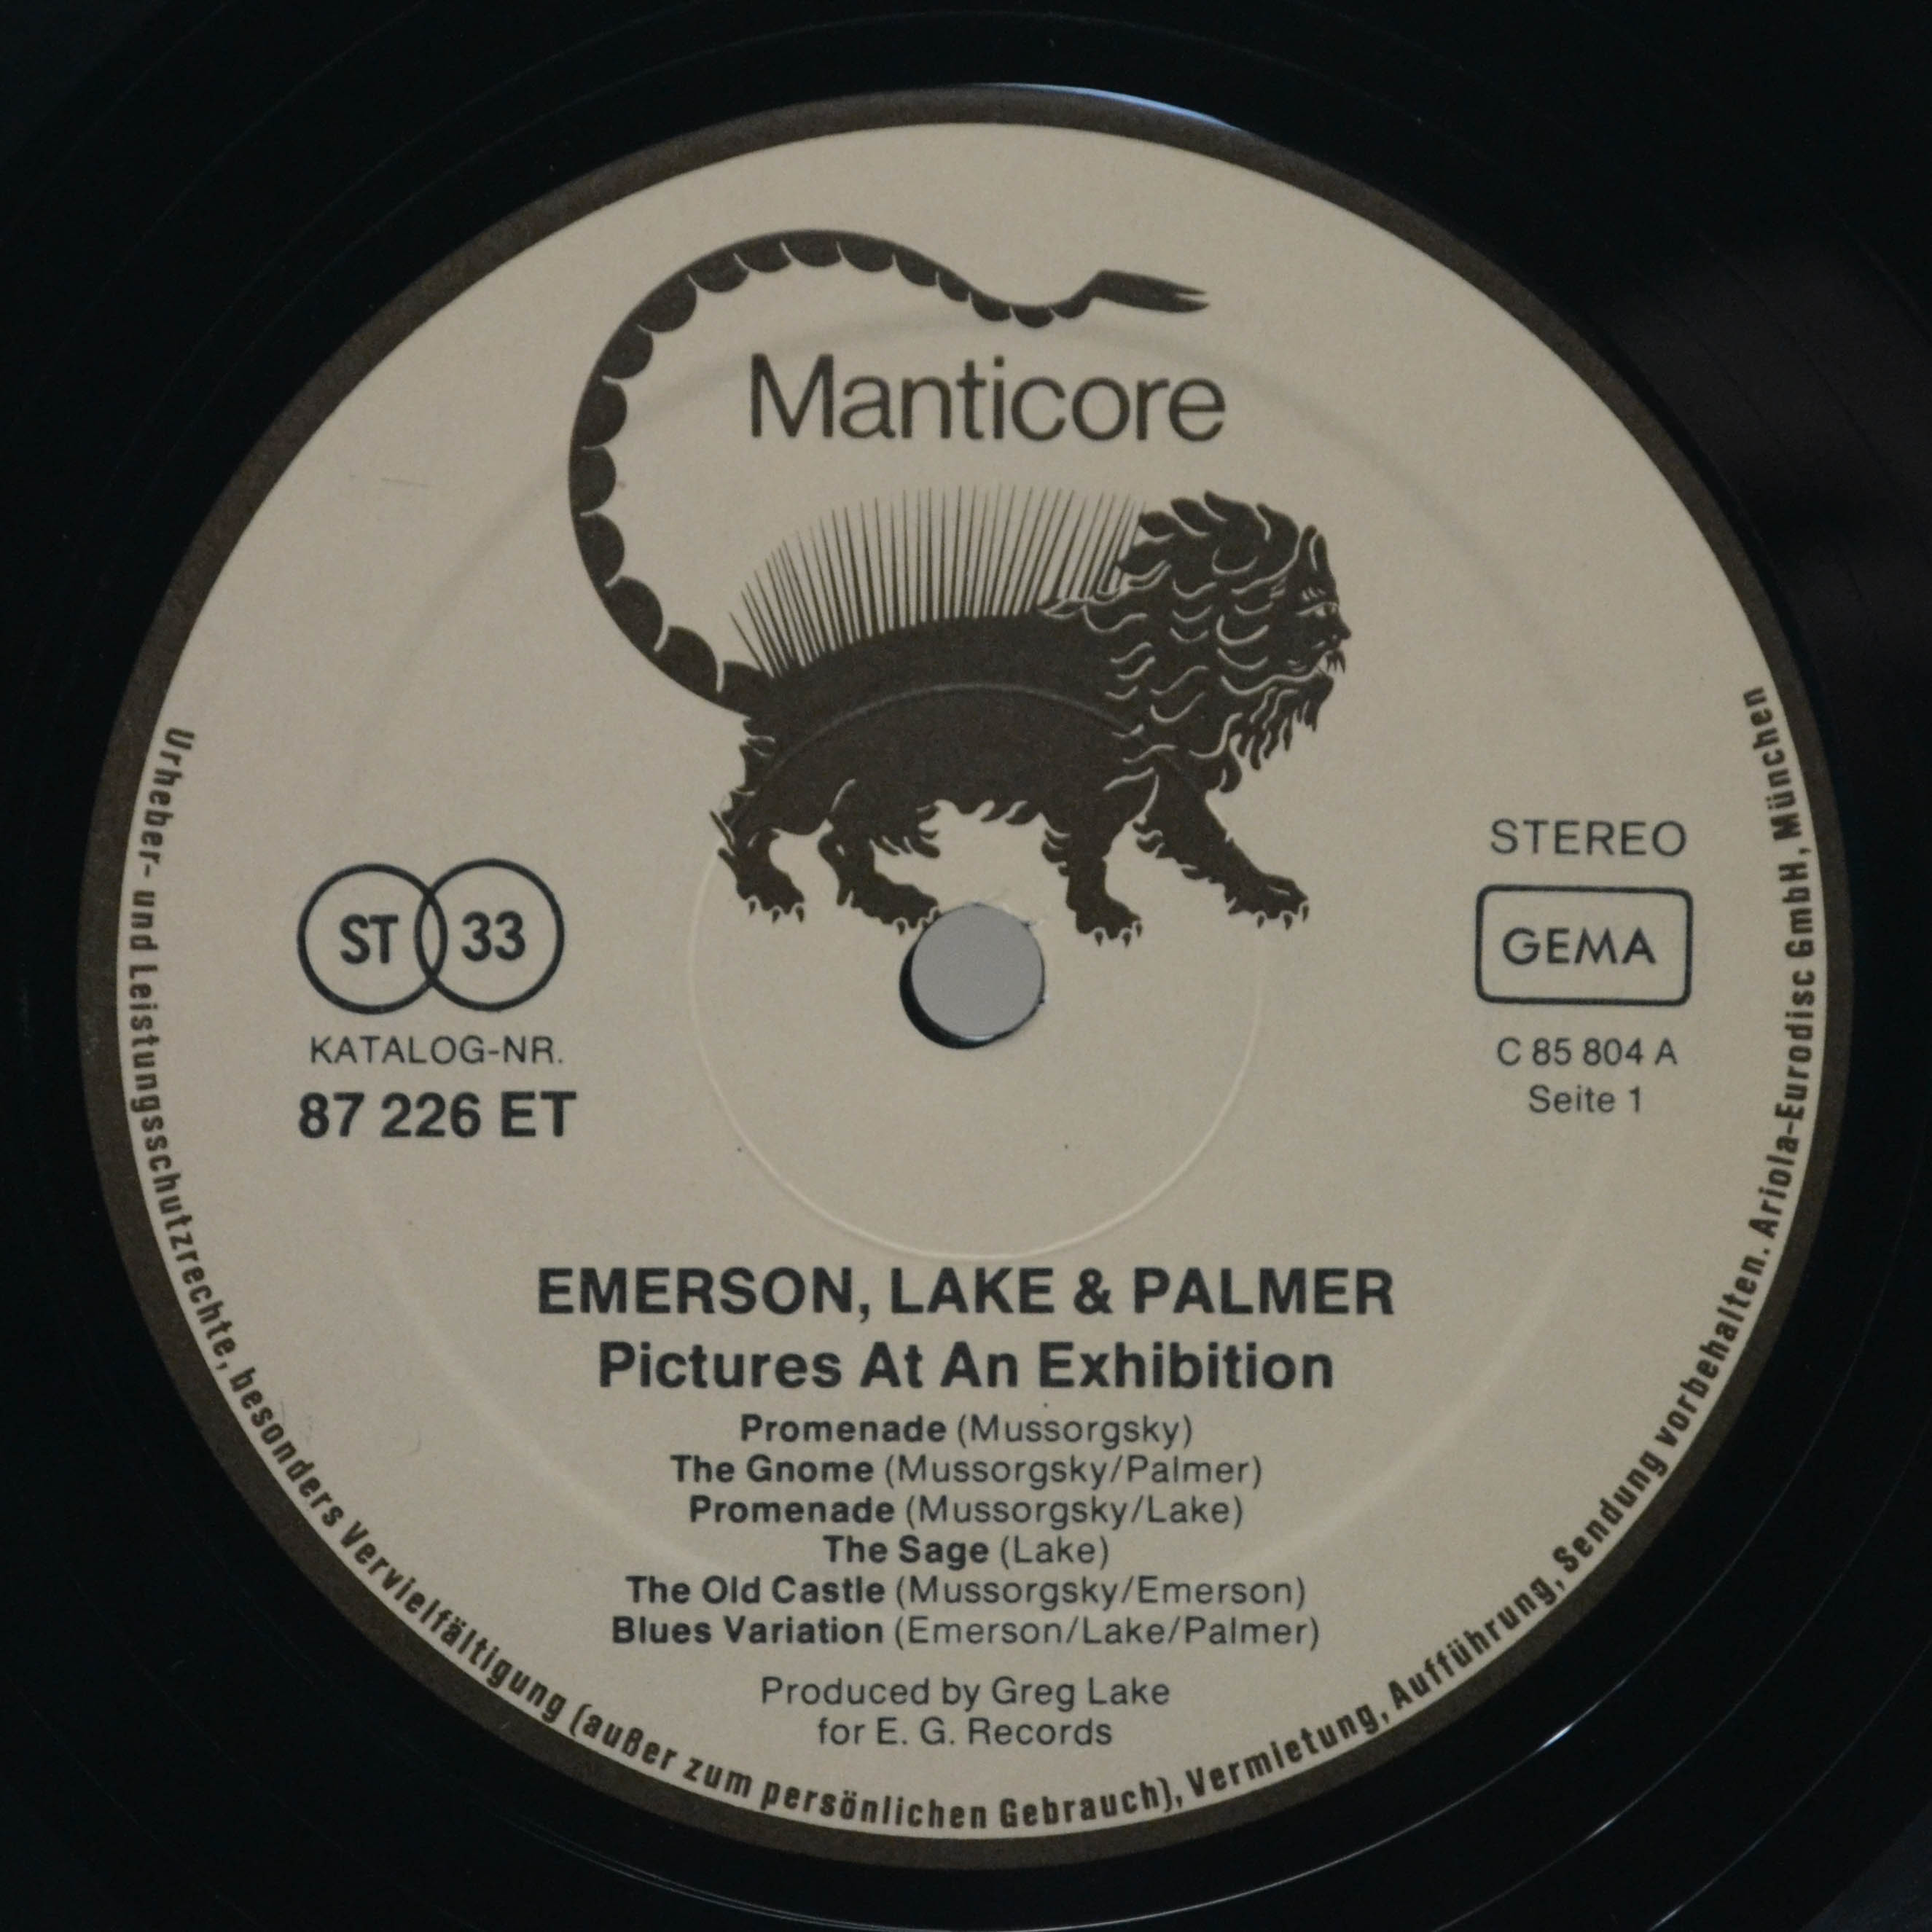 Manticore
ST 33
KATALOG-NR.
87 226 ET
STEREO
GEMA
C 85 804 A
Seite 1
EMERSON, LAKE & PALMER
Pictures At An Exhibition
Promenade (Mussorgsky)
The Gnome (Mussorgsky/Palmer)
Promenade (Mussorgsky/Lake)
The Sage (Lake)
The Old Castle (Mussorgsky/Emerson)
Blues Variation (Emerson/Lake/Palmer)
Produced by Greg Lake
for E. G. Records
Urheber- und Leistungsschutzrechte, besonders Vervielfältigung (außer zum persönlichen Gebrauch), Vermietung, Aufführung, Sendung vorbehalten. Ariola-Eurodisc GmbH, München